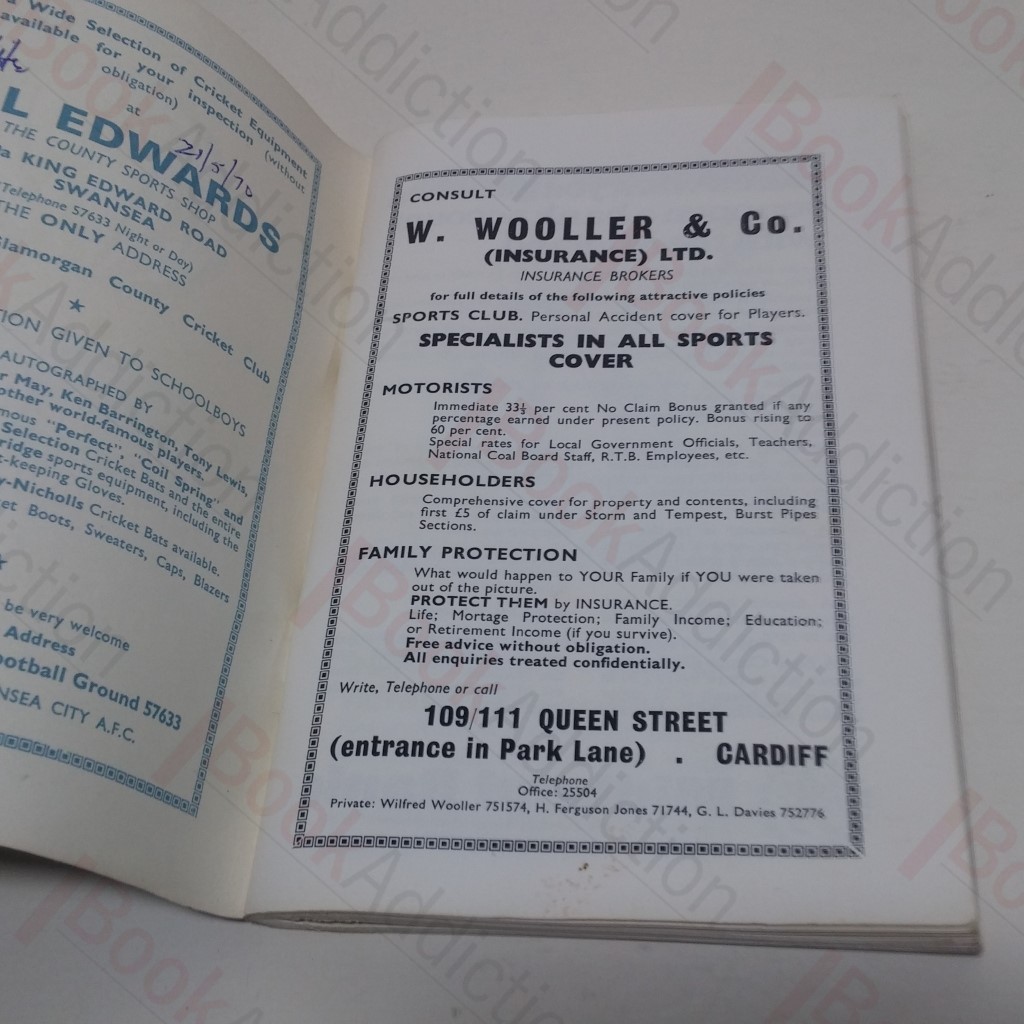 a Wide Selection of Cricket Equipment
available for your inspection (without
obligation)
at
L EDWARDS
21/5/70
THE COUNTY SPORTS SHOP
KING EDWARD ROAD
SWANSEA
Telephone 57633 Night or Day)
THE ONLY ADDRESS
Glamorgan County Cricket Club
★
TION GIVEN TO SCHOOLBOYS
AUTOGRAPHED BY
May, Ken Barrington, Tony Lewis,
other world-famous players.
"Perfect", "Coil Spring" and
Selection Cricket Bats and the entire
sports equipment, including the
t-keeping Gloves.
y-Nicholls Cricket Bats available.
et Boots, Sweaters, Caps, Blazers
be very welcome
Address
ootball Ground 57633
NSEA CITY A.F.C.
CONSULT
W. WOOLLER & Co.
(INSURANCE) LTD.
INSURANCE BROKERS
for full details of the following attractive policies
SPORTS CLUB. Personal Accident cover for Players.
SPECIALISTS IN ALL SPORTS
COVER
MOTORISTS
Immediate 33⅓ per cent No Claim Bonus granted if any
percentage earned under present policy. Bonus rising to
60 per cent.
Special rates for Local Government Officials, Teachers,
National Coal Board Staff, R.T.B. Employees, etc.
HOUSEHOLDERS
Comprehensive cover for property and contents, including
first £5 of claim under Storm and Tempest, Burst Pipes
Sections.
FAMILY PROTECTION
What would happen to YOUR Family if YOU were taken
out of the picture.
PROTECT THEM by INSURANCE.
Life; Mortage Protection; Family Income; Education;
or Retirement Income (if you survive).
Free advice without obligation.
All enquiries treated confidentially.
Write, Telephone or call
109/111 QUEEN STREET
(entrance in Park Lane) . CARDIFF
Telephone
Office: 25504
Private: Wilfred Wooller 751574, H. Ferguson Jones 71744, G. L. Davies 752776
BookAddiction